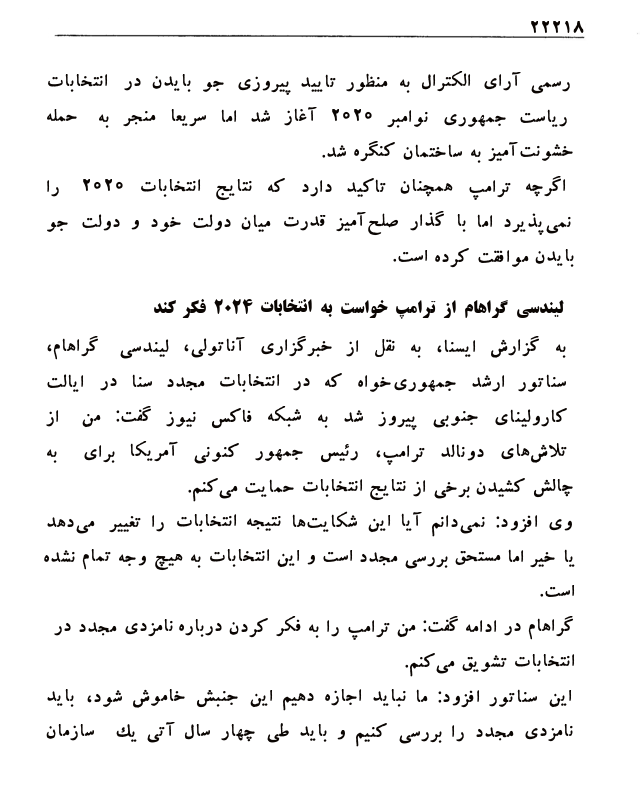 ۲۲۲۱۸
رسمی آرای الکترال به منظور تایید پیروزی جو بایدن در انتخابات
ریاست جمهوری نوامبر ۲۰۲۰ آغاز شد اما سریعا منجر به حمله
خشونت‌آمیز به ساختمان کنگره شد.
اگرچه ترامپ همچنان تاکید دارد که نتایج انتخابات ۲۰۲۰ را
نمی‌پذیرد اما با گذار صلح‌آمیز قدرت میان دولت خود و دولت جو
بایدن موافقت کرده است.
لیندسی گراهام از ترامپ خواست به انتخابات ۲۰۲۴ فکر کند
به گزارش ایسنا، به نقل از خبرگزاری آناتولی، لیندسی گراهام،
سناتور ارشد جمهوری‌خواه که در انتخابات مجدد سنا در ایالت
کارولینای جنوبی پیروز شد به شبکه فاکس نیوز گفت: من از
تلاش‌های دونالد ترامپ، رئیس جمهور کنونی آمریکا برای به
چالش کشیدن برخی از نتایج انتخابات حمایت می‌کنم.
وی افزود: نمی‌دانم آیا این شکایت‌ها نتیجه انتخابات را تغییر می‌دهد
یا خیر اما مستحق بررسی مجدد است و این انتخابات به هیچ وجه تمام نشده
است.
گراهام در ادامه گفت: من ترامپ را به فکر کردن درباره نامزدی مجدد در
انتخابات تشویق می‌کنم.
این سناتور افزود: ما نباید اجازه دهیم این جنبش خاموش شود، باید
نامزدی مجدد را بررسی کنیم و باید طی چهار سال آتی یك سازمان